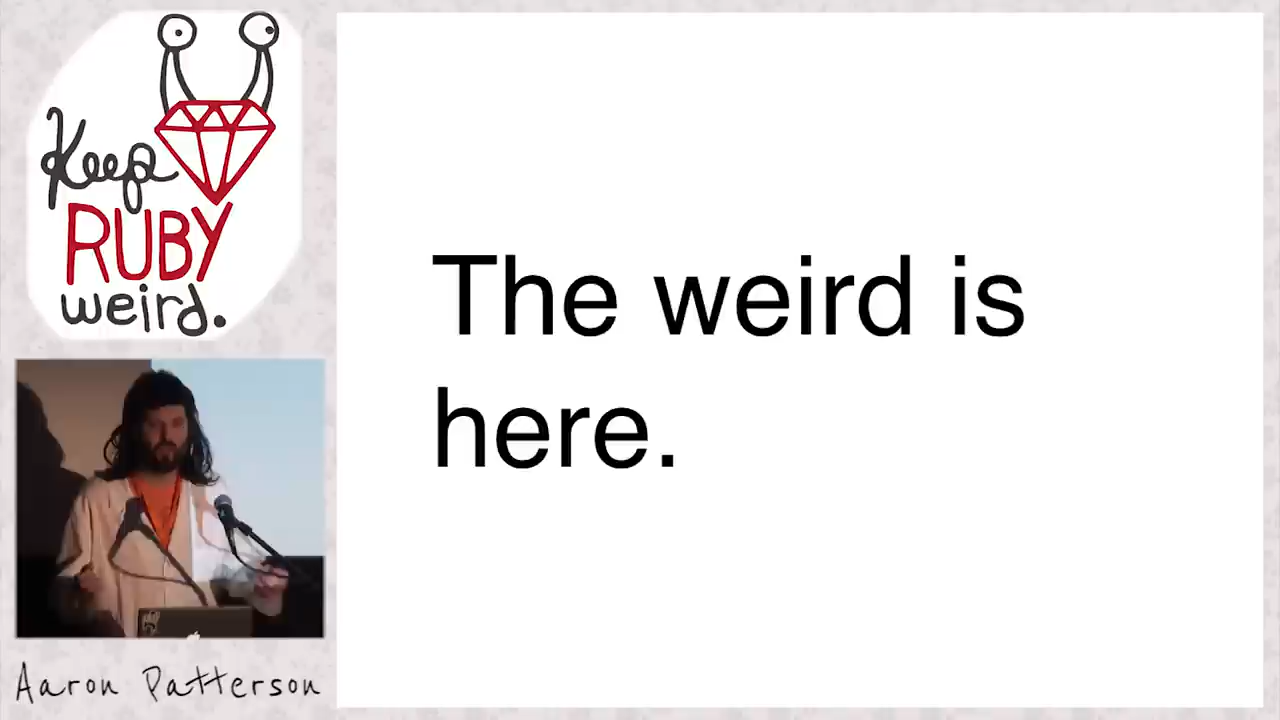 Keep
RUBY
weird.
The weird is
here.
Aaron Patterson